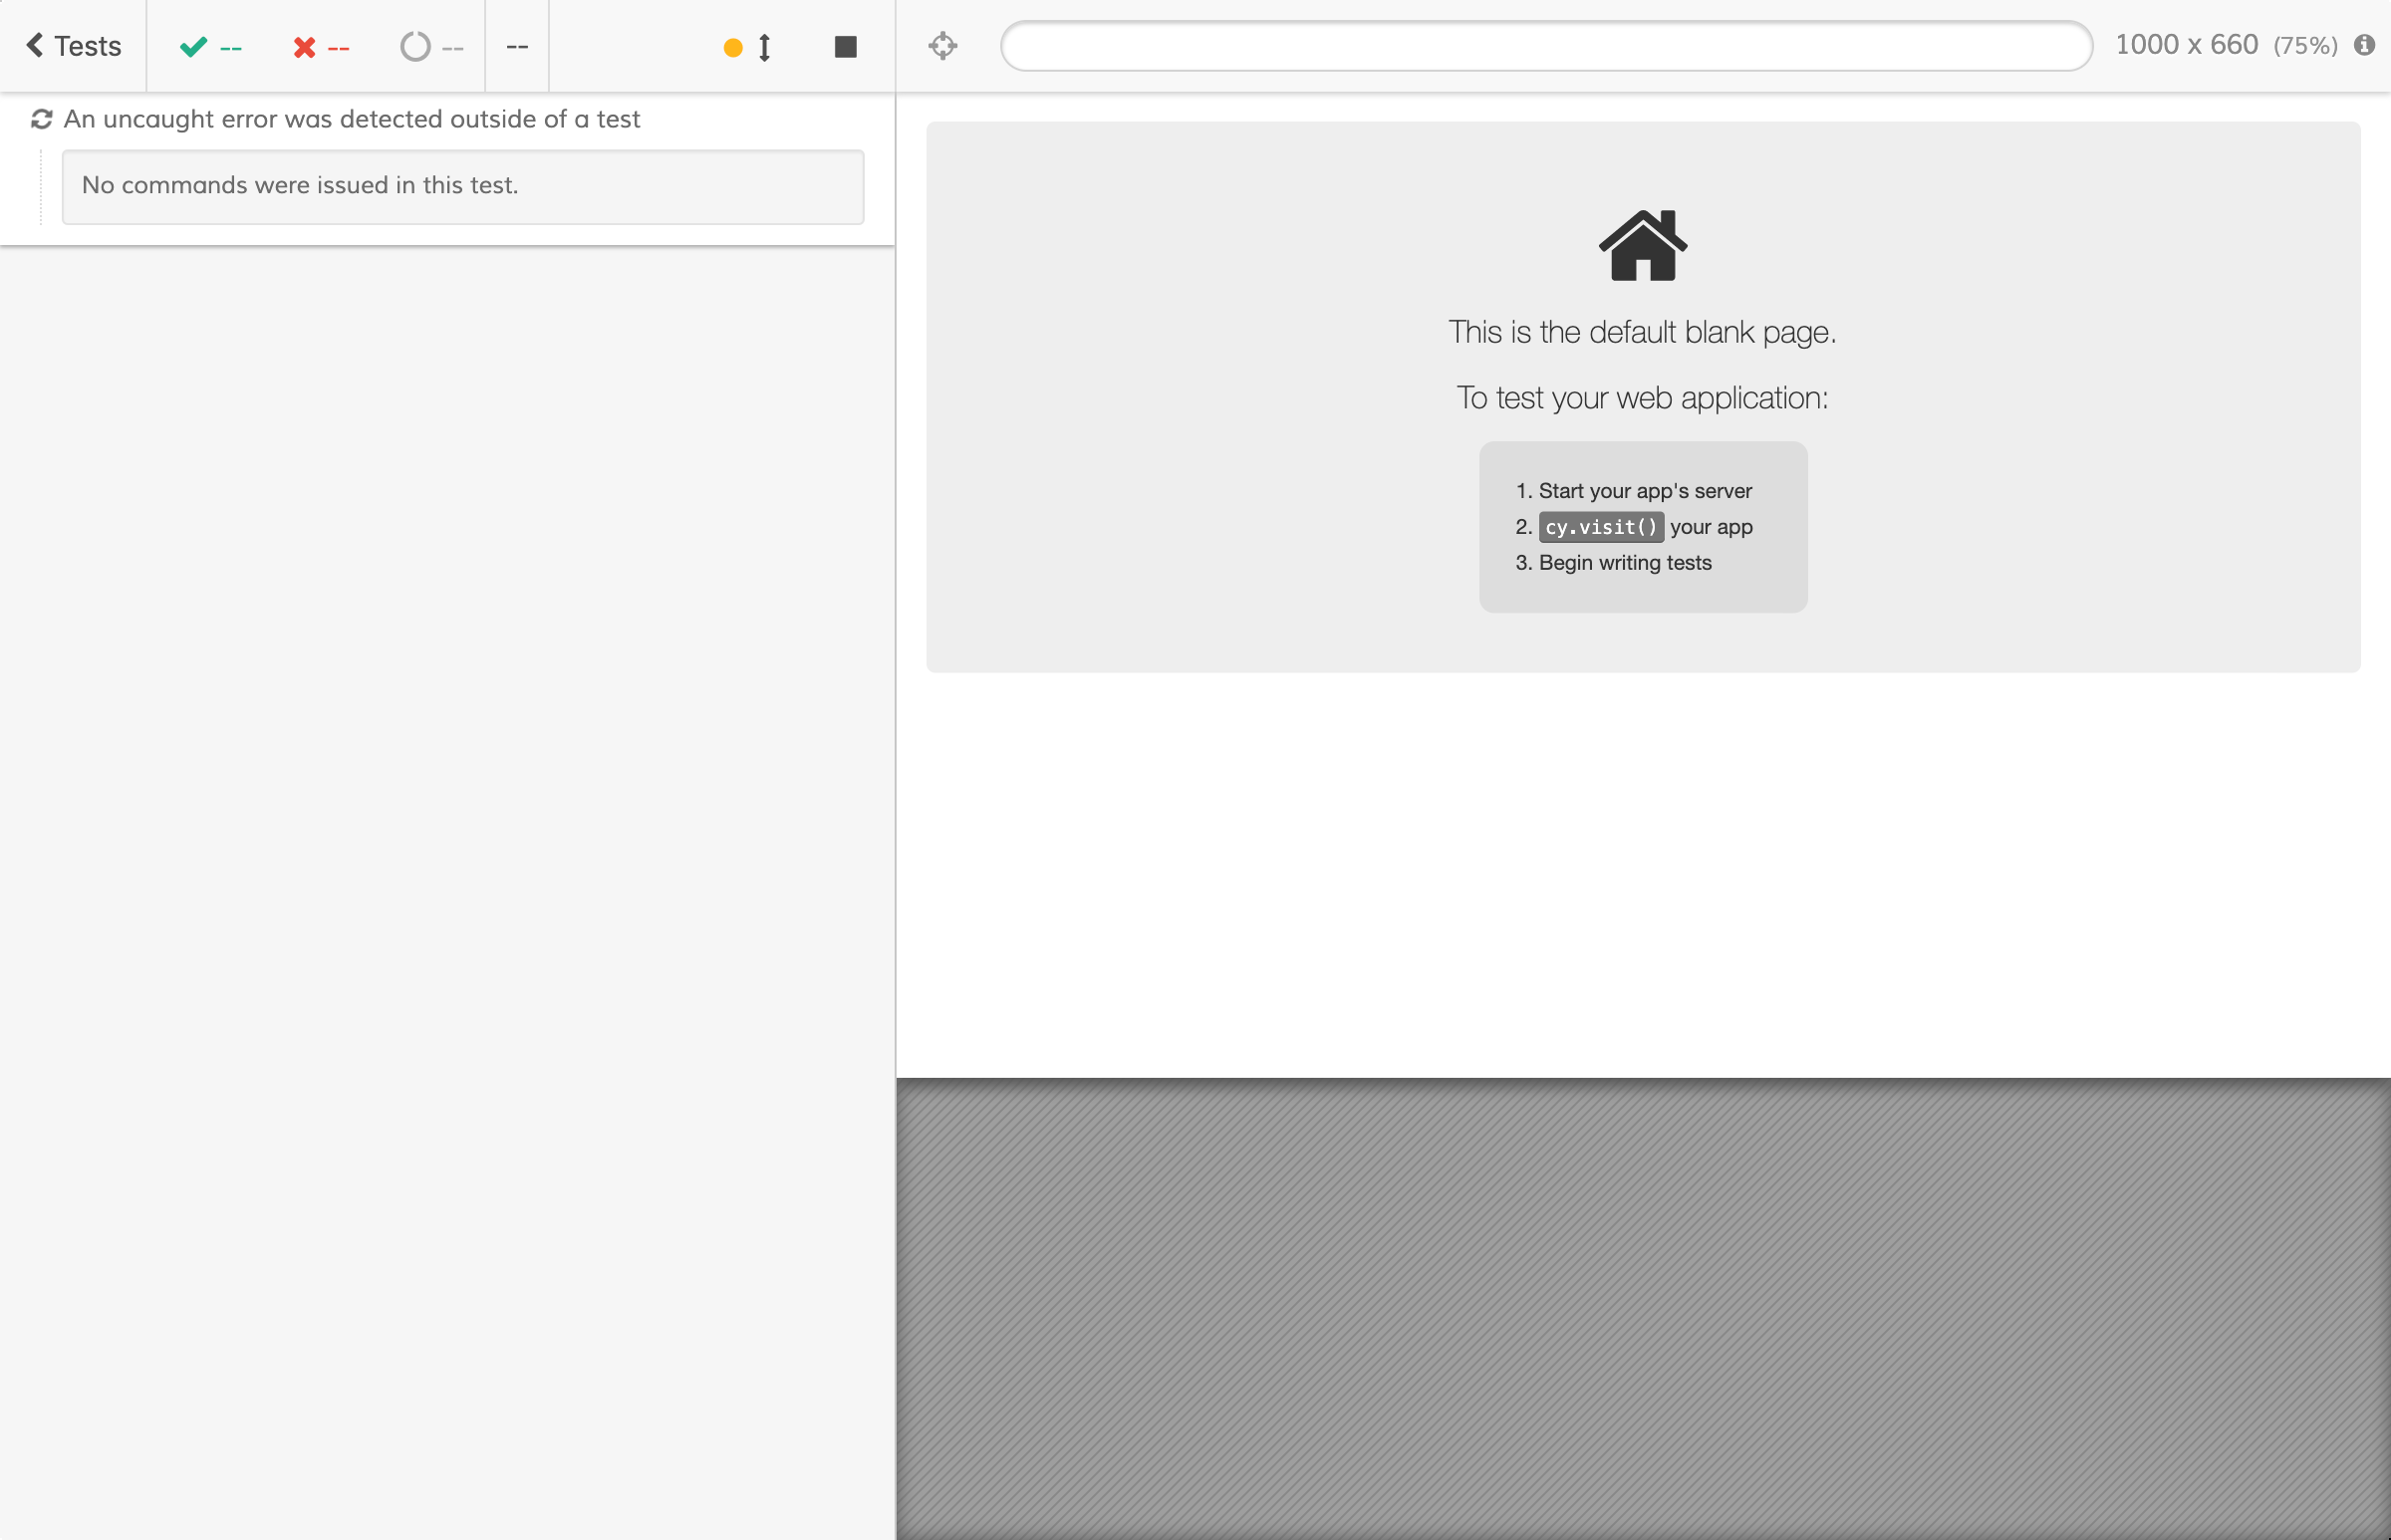 Tests -- -- -- --
1000 x 660 (75%)
An uncaught error was detected outside of a test
No commands were issued in this test.
This is the default blank page.
To test your web application:
1. Start your app's server
2. cy.visit() your app
3. Begin writing tests